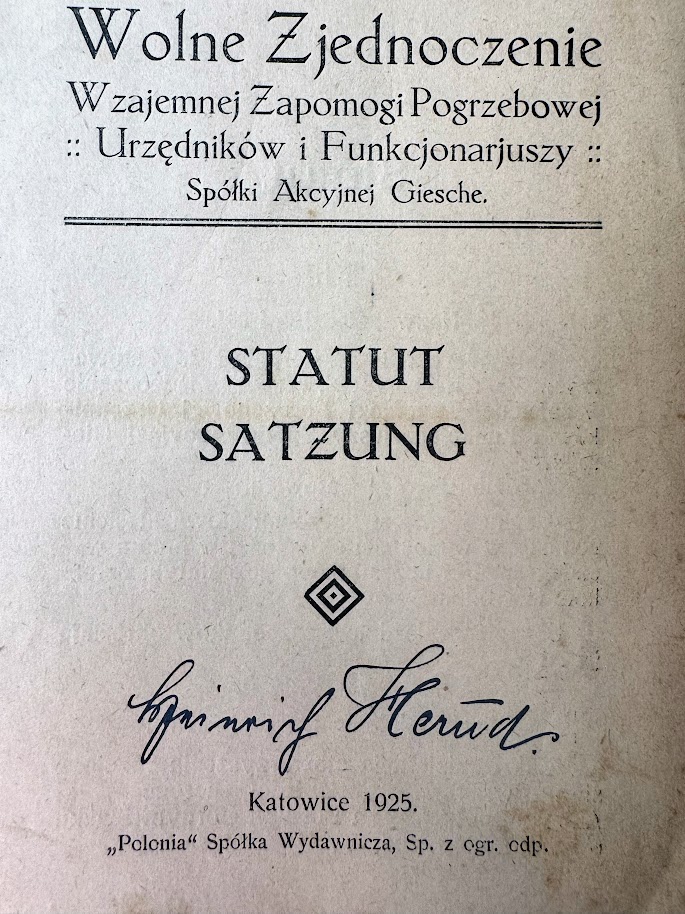 Wolne Zjednoczenie
Wzajemnej Zapomogi Pogrzebowej
:: Urzędników i Funkcjonarjuszy ::
Spółki Akcyjnej Giesche.
STATUT
SATZUNG
Heinrich Herud.
Katowice 1925.
„Polonia“ Spółka Wydawnicza, Sp. z ogr. odp.